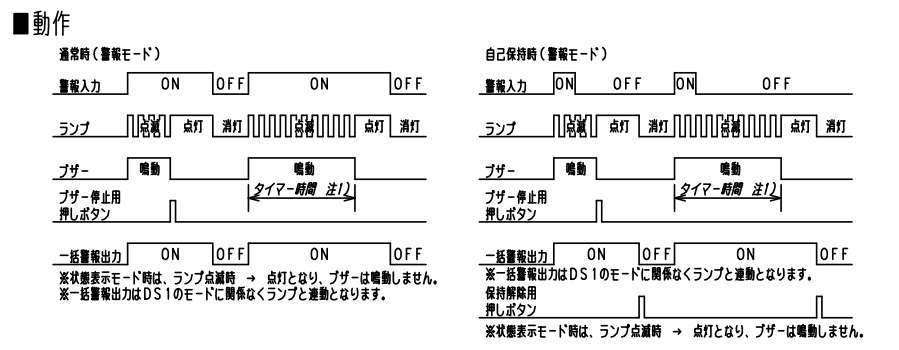 ■動作
通常時(警報モード)
警報入力 ON OFF ON OFF
ランプ 点滅 点灯 消灯 点滅 点灯 消灯
ブザー 鳴動 鳴動
タイマー時間 注1)
ブザー停止用
押しボタン
一括警報出力 ON OFF ON OFF
※状態表示モード時は、ランプ点滅時 → 点灯となり、ブザーは鳴動しません。
※一括警報出力はDS1のモードに関係なくランプと連動となります。
自己保持時(警報モード)
警報入力 ON OFF ON OFF
ランプ 点滅 点灯 消灯 点滅 点灯 消灯
ブザー 鳴動 鳴動
タイマー時間 注1)
ブザー停止用
押しボタン
一括警報出力 ON OFF ON OFF
※一括警報出力はDS1のモードに関係なくランプと連動となります。
保持解除用
押しボタン
※状態表示モード時は、ランプ点滅時 → 点灯となり、ブザーは鳴動しません。